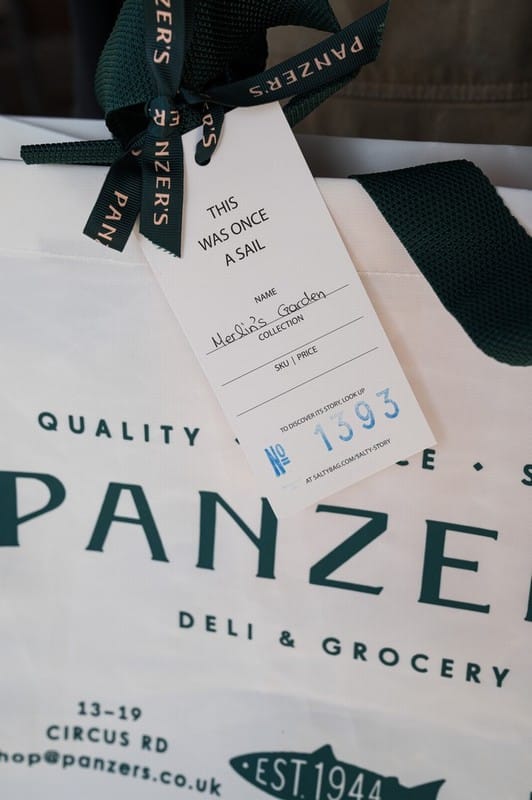 PANZER'S
PANZER'S
THIS
WAS ONCE
A SAIL
NAME
Merlin's Garden
COLLECTION
SKU | PRICE
TO DISCOVER ITS STORY, LOOK UP
Nº 1393
AT SALTYBAG.COM/SALTY-STORY
QUALITY
PANZE
DELI & GROCERY
13-19
CIRCUS RD
hop@panzers.co.uk
EST.1944